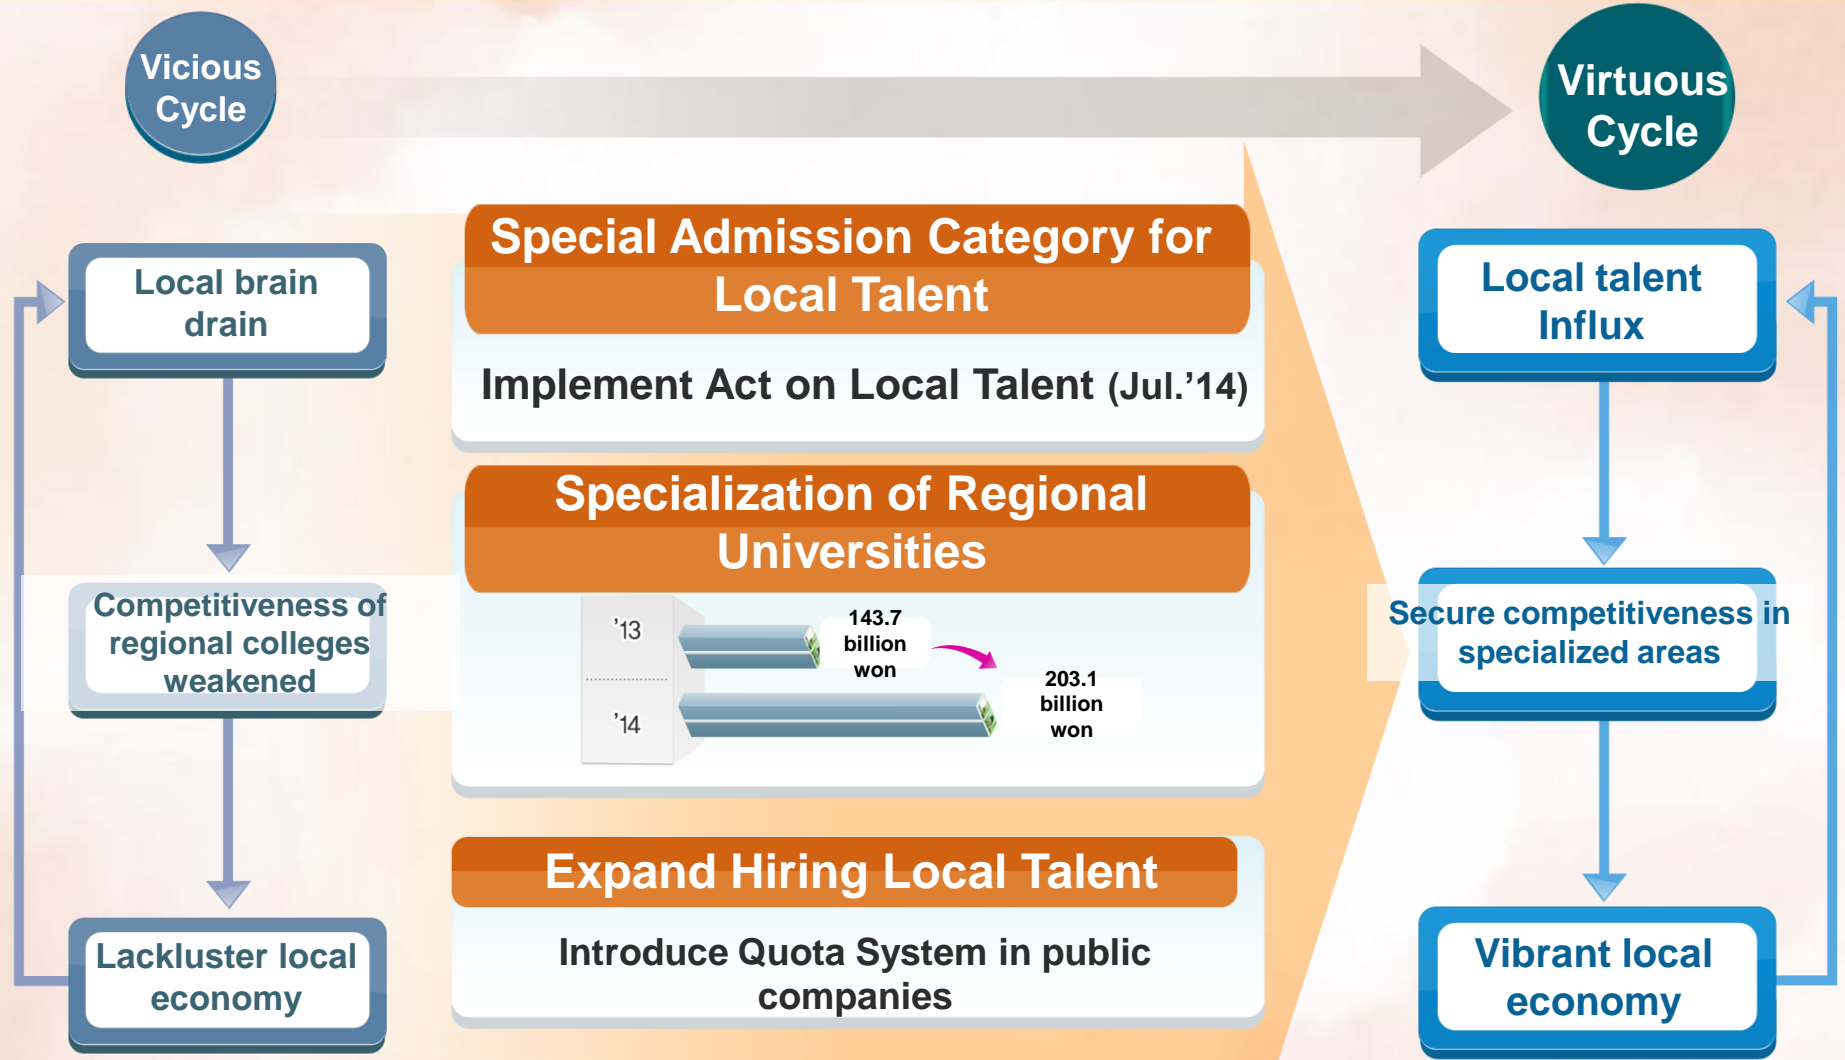 Vicious
Cycle
Virtuous
Cycle
Local brain
drain
Competitiveness of
regional colleges
weakened
Lackluster local
economy
Special Admission Category for
Local Talent
Implement Act on Local Talent (Jul.’14)
Specialization of Regional
Universities
’13
143.7
billion
won
’14
203.1
billion
won
Expand Hiring Local Talent
Introduce Quota System in public
companies
Local talent
Influx
Secure competitiveness in
specialized areas
Vibrant local
economy